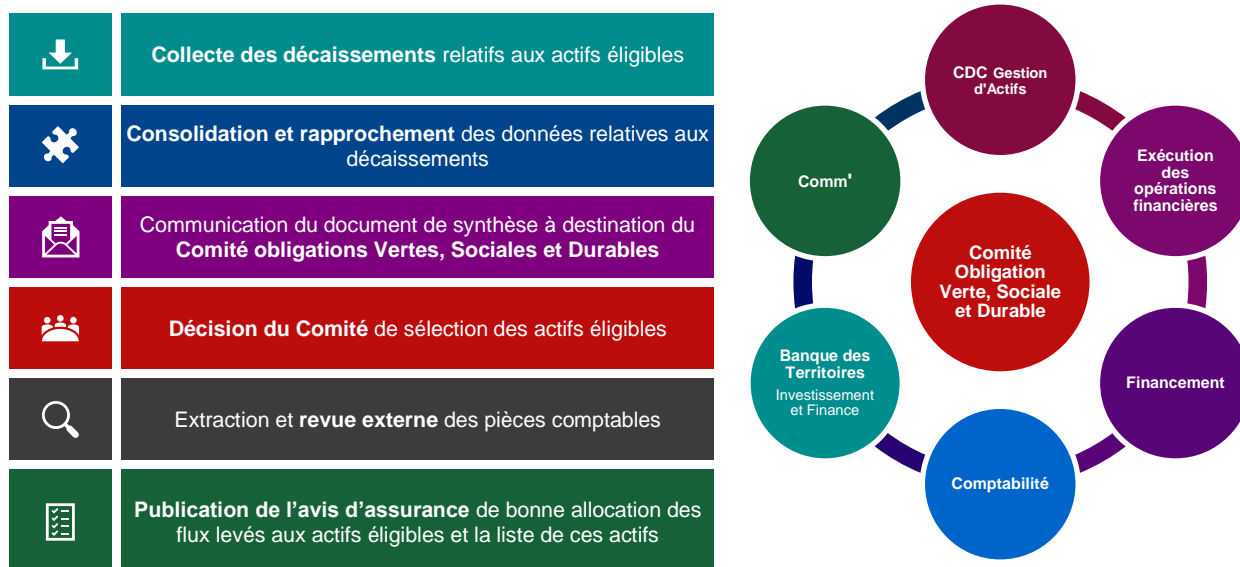 Collecte des décaissements relatifs aux actifs éligibles
Consolidation et rapprochement des données relatives aux
décaissements
Communication du document de synthèse à destination du
Comité obligations Vertes, Sociales et Durables
Décision du Comité de sélection des actifs éligibles
Extraction et revue externe des pièces comptables
Publication de l’avis d’assurance de bonne allocation des
flux levés aux actifs éligibles et la liste de ces actifs
CDC Gestion
d'Actifs
Exécution
des
opérations
financières
Financement
Comptabilité
Banque des
Territoires
Investissement
et Finance
Comm'
Comité
Obligation
Verte, Sociale
et Durable